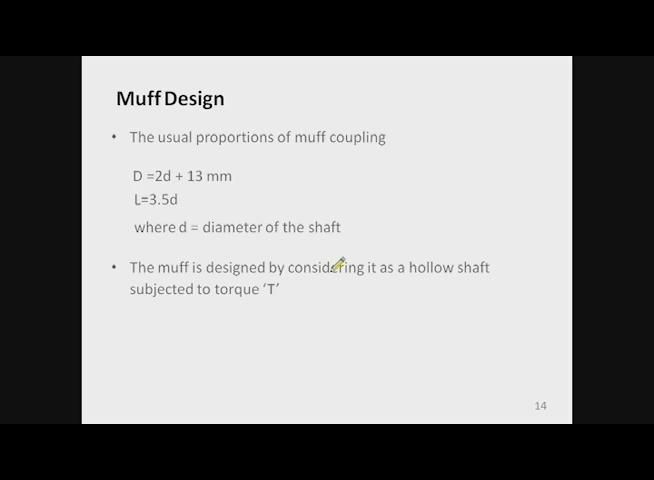 Muff Design
• The usual proportions of muff coupling
D =2d + 13 mm
L=3.5d
where d = diameter of the shaft
• The muff is designed by considering it as a hollow shaft
subjected to torque ‘T’
14